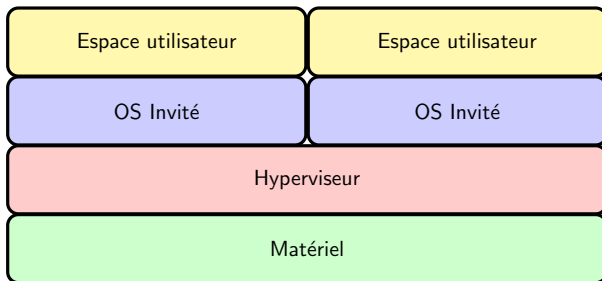 Espace utilisateur
Espace utilisateur
OS Invité
OS Invité
Hyperviseur
Matériel